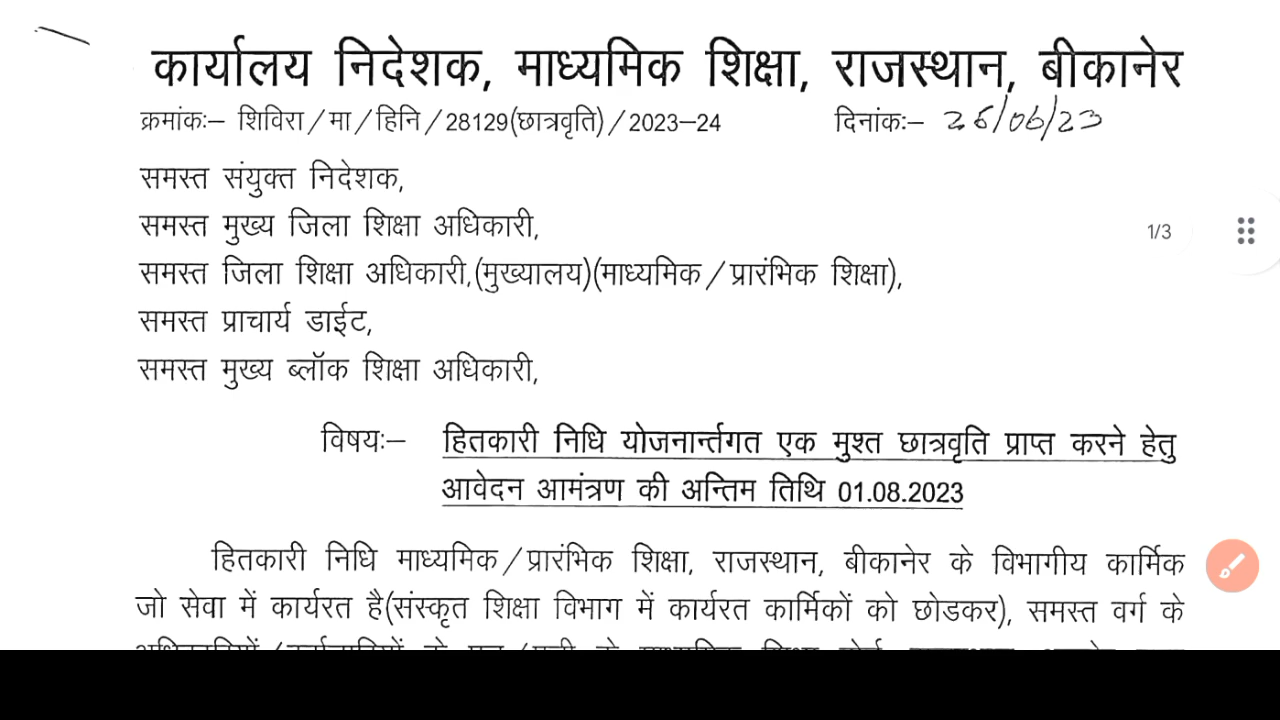 कार्यालय निदेशक, माध्यमिक शिक्षा, राजस्थान, बीकानेर
क्रमांकः– शिविरा/मा/हिनि/28129(छात्रवृति)/2023–24 दिनांकः– 26/06/23
समस्त संयुक्त निदेशक,
समस्त मुख्य जिला शिक्षा अधिकारी,
1/3
समस्त जिला शिक्षा अधिकारी,(मुख्यालय)(माध्यमिक/प्रारंभिक शिक्षा),
समस्त प्राचार्य डाईट,
समस्त मुख्य ब्लॉक शिक्षा अधिकारी,
विषयः– हितकारी निधि योजनार्न्तगत एक मुश्त छात्रवृति प्राप्त करने हेतु
आवेदन आमंत्रण की अन्तिम तिथि 01.08.2023
हितकारी निधि माध्यमिक/प्रारंभिक शिक्षा, राजस्थान, बीकानेर के विभागीय कार्मिक
जो सेवा में कार्यरत है(संस्कृत शिक्षा विभाग में कार्यरत कार्मिकों को छोडकर), समस्त वर्ग के